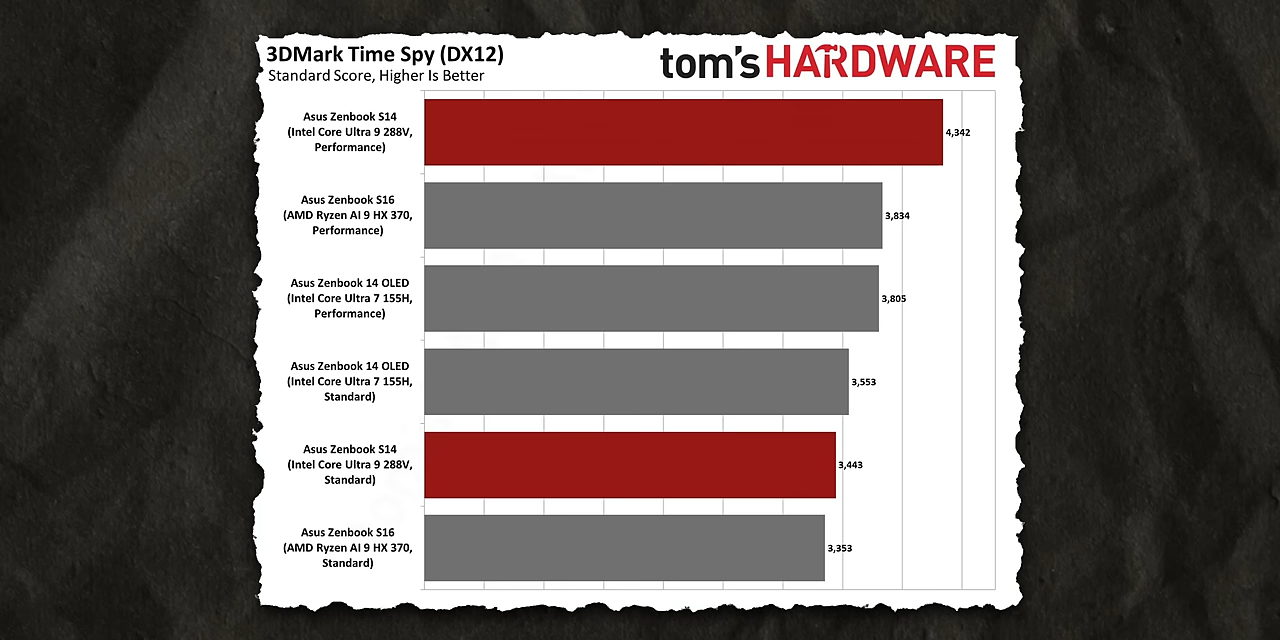 3DMark Time Spy (DX12)
Standard Score, Higher Is Better
tom's HARDWARE
Asus Zenbook S14
(Intel Core Ultra 9 288V,
Performance)
4,342
Asus Zenbook S16
(AMD Ryzen AI 9 HX 370,
Performance)
3,834
Asus Zenbook 14 OLED
(Intel Core Ultra 7 155H,
Performance)
3,805
Asus Zenbook 14 OLED
(Intel Core Ultra 7 155H,
Standard)
3,553
Asus Zenbook S14
(Intel Core Ultra 9 288V,
Standard)
3,443
Asus Zenbook S16
(AMD Ryzen AI 9 HX 370,
Standard)
3,353